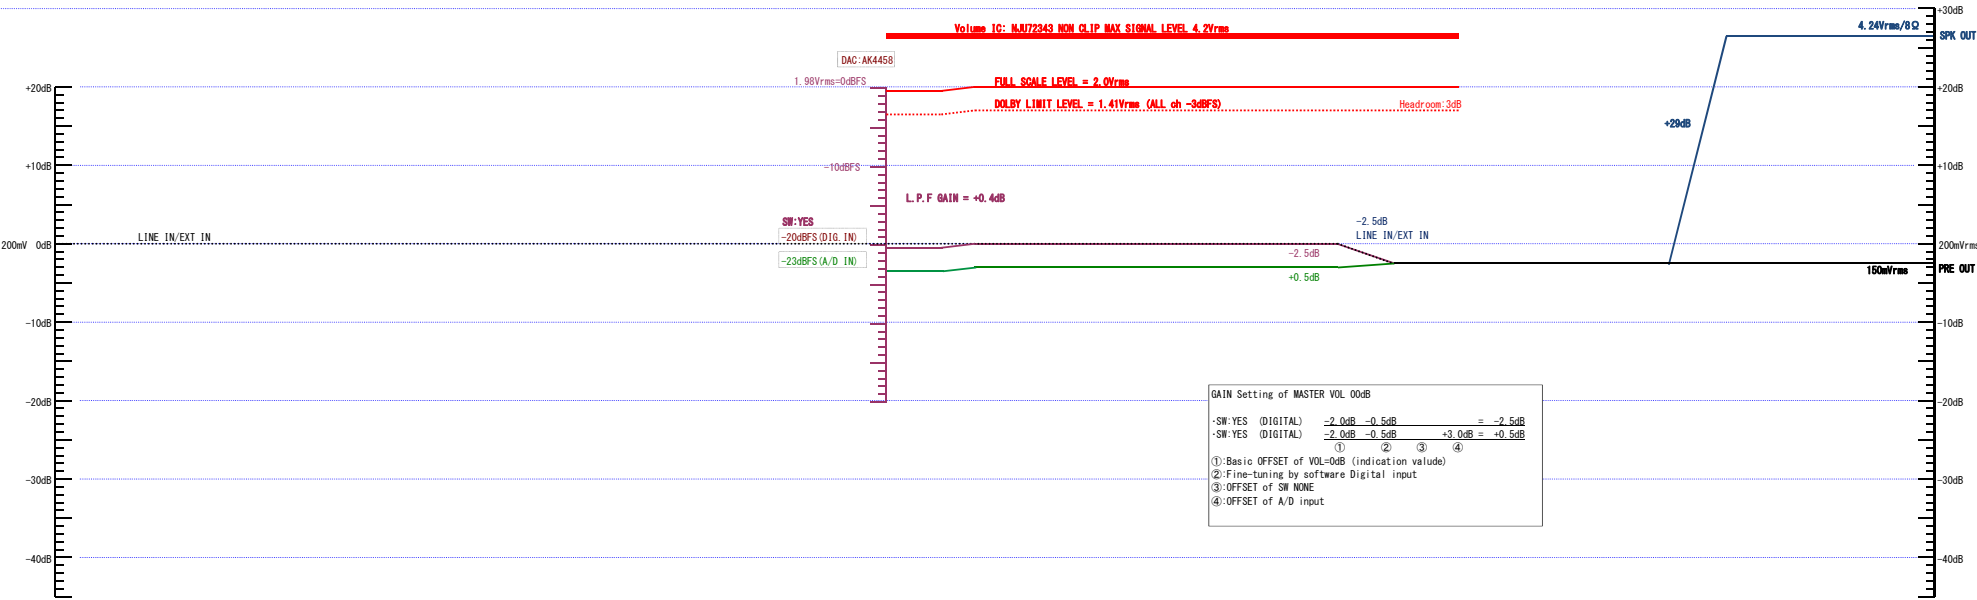 +30dB
Volume IC: NJU72343 NON CLIP MAX SIGNAL LEVEL 4.2Vrms
4.24Vrms/8Ω
SPK OUT
DAC:AK4458
1.98Vrms=0dBFS
FULL SCALE LEVEL = 2.0Vrms
+20dB
+20dB
DOLBY LIMIT LEVEL = 1.41Vrms (ALL ch -3dBFS)
Headroom:3dB
+29dB
+10dB
-10dBFS
+10dB
L.P.F GAIN = +0.4dB
SW:YES
-2.5dB
LINE IN/EXT IN
-20dBFS(DIG.IN)
LINE IN/EXT IN
200mV 0dB
200mVrms
-2.5dB
-23dBFS(A/D IN)
+0.5dB
150mVrms
PRE OUT
-10dB
-10dB
GAIN Setting of MASTER VOL 00dB
-20dB
-20dB
·SW:YES (DIGITAL) -2.0dB -0.5dB = -2.5dB
·SW:YES (DIGITAL) -2.0dB -0.5dB +3.0dB = +0.5dB
① ② ③ ④
①:Basic OFFSET of VOL=0dB (indication valude)
②:Fine-tuning by software Digital input
-30dB
-30dB
③:OFFSET of SW NONE
④:OFFSET of A/D input
-40dB
-40dB